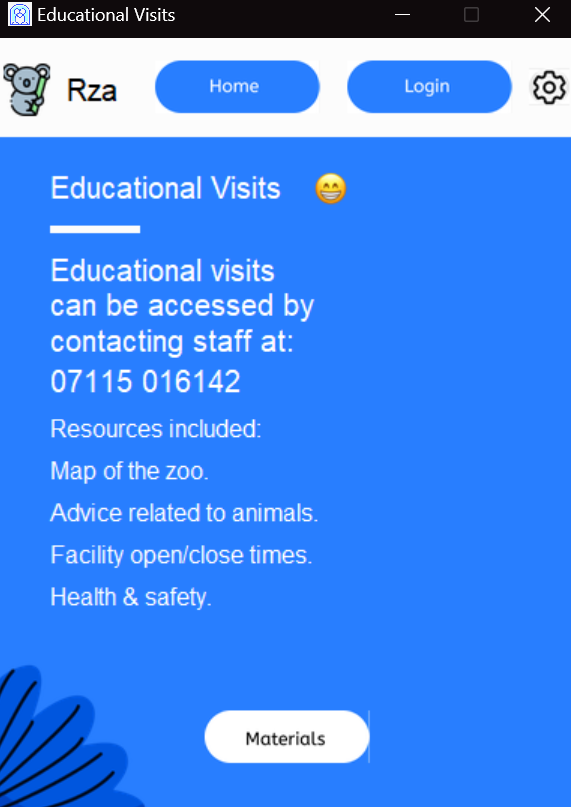 Educational Visits
Rza
Home
Login
Educational Visits
Educational visits
can be accessed by
contacting staff at:
07115 016142
Resources included:
Map of the zoo.
Advice related to animals.
Facility open/close times.
Health & safety.
Materials